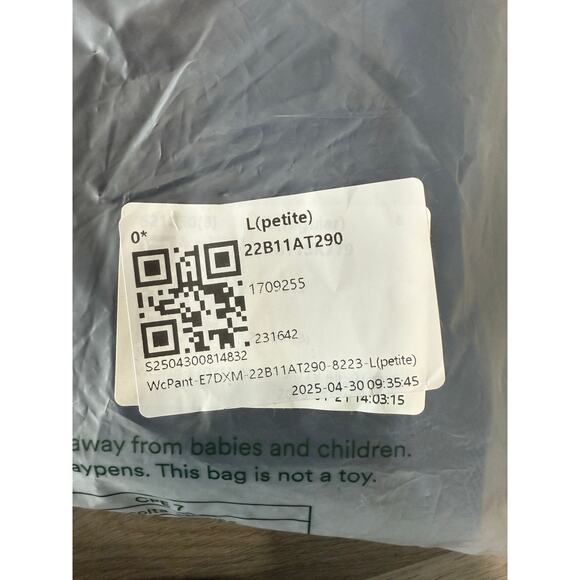 L(petite)
0*
22B11AT290
1709255
231642
S2504300814832
WcPant-E7DXM-22B11AT290-8223-L(petite)
2025-04-30 09:35:45
14:03:15
away from babies and children.
aypens. This bag is not a toy.